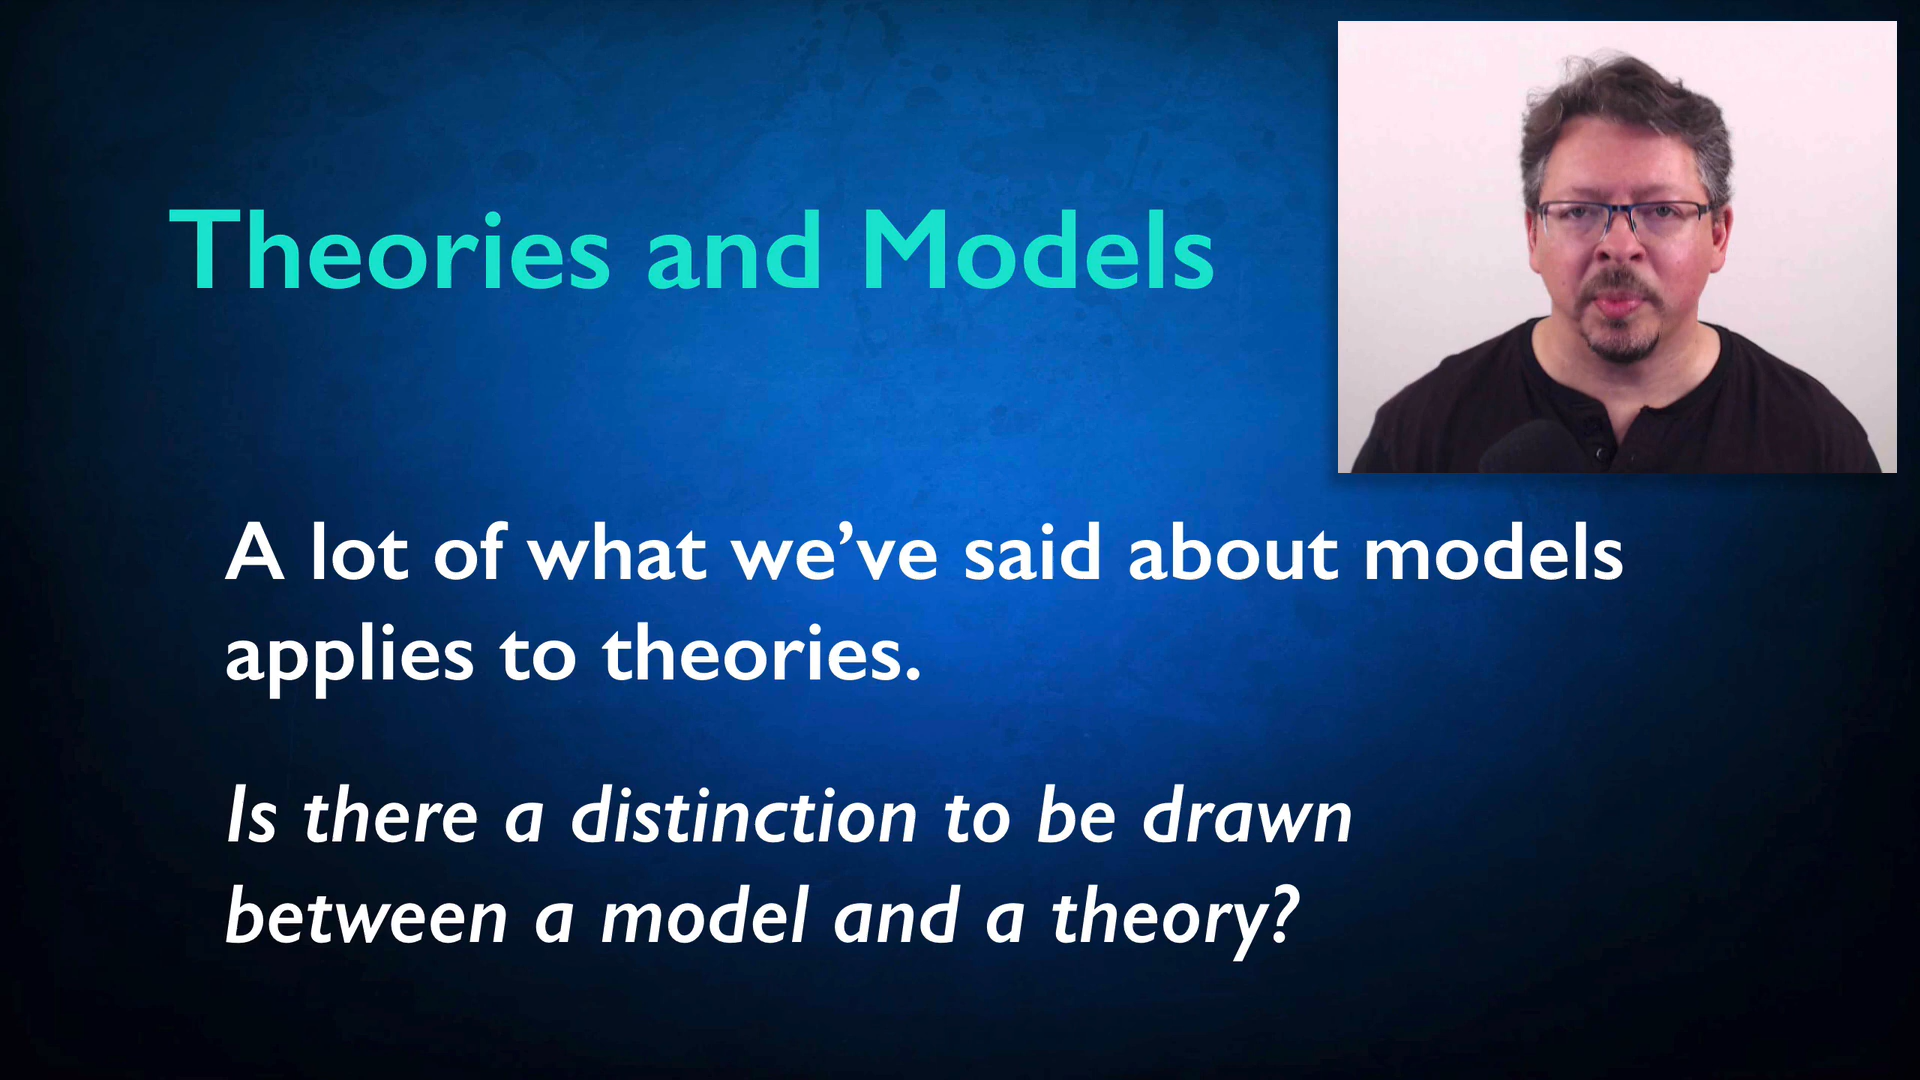 Theories and Models
A lot of what we’ve said about models
applies to theories.
Is there a distinction to be drawn
between a model and a theory?